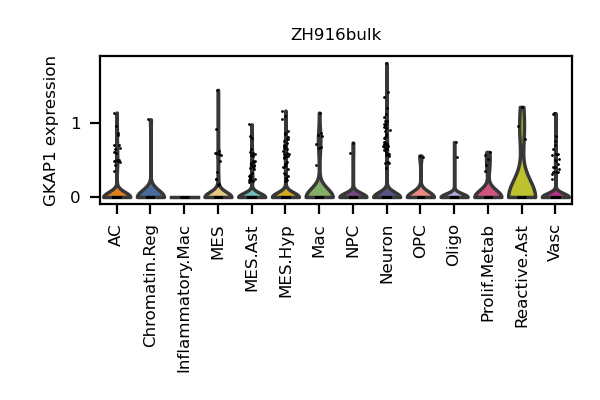 ZH916bulk
GKAP1 expression
1
0
AC
Chromatin.Reg
Inflammatory.Mac
MES
MES.Ast
MES.Hyp
Mac
NPC
Neuron
OPC
Oligo
Prolif.Metab
Reactive.Ast
Vasc